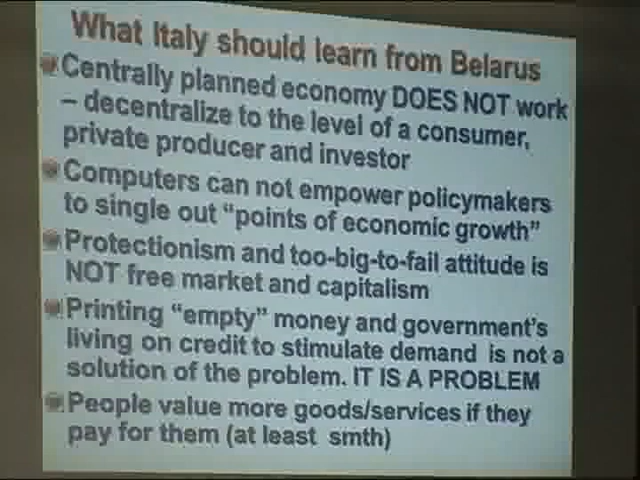 What Italy should learn from Belarus
Centrally planned economy DOES NOT work
– decentralize to the level of a consumer,
private producer and investor
Computers can not empower policymakers
to single out “points of economic growth”
Protectionism and too-big-to-fail attitude is
NOT free market and capitalism
Printing “empty” money and government's
living on credit to stimulate demand is not a
solution of the problem. IT IS A PROBLEM
People value more goods/services if they
pay for them (at least smth)